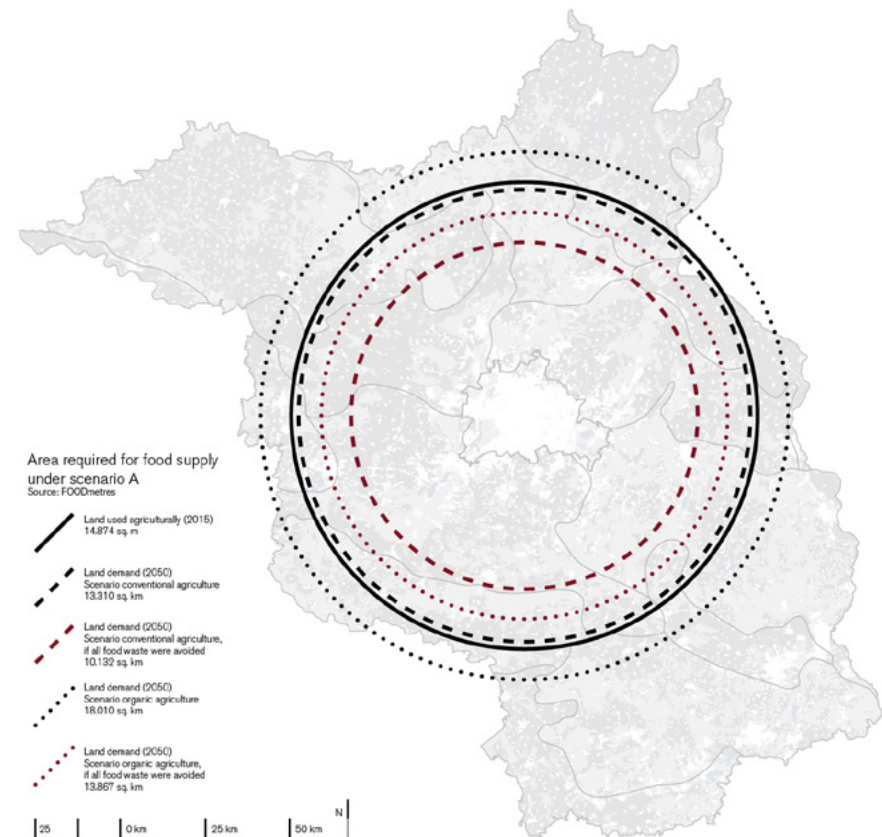 Area required for food supply
under scenario A
Source: FOODmetres
Land used agriculturally (2015)
14.874 sq. m
Land demand (2050)
Scenario conventional agriculture
13.310 sq. km
Land demand (2050)
Scenario conventional agriculture,
if all food waste were avoided
10.132 sq. km
Land demand (2050)
Scenario organic agriculture
18.010 sq. km
Land demand (2050)
Scenario organic agriculture,
if all food waste were avoided
13.867 sq. km
25 0 km 25 km 50 km N